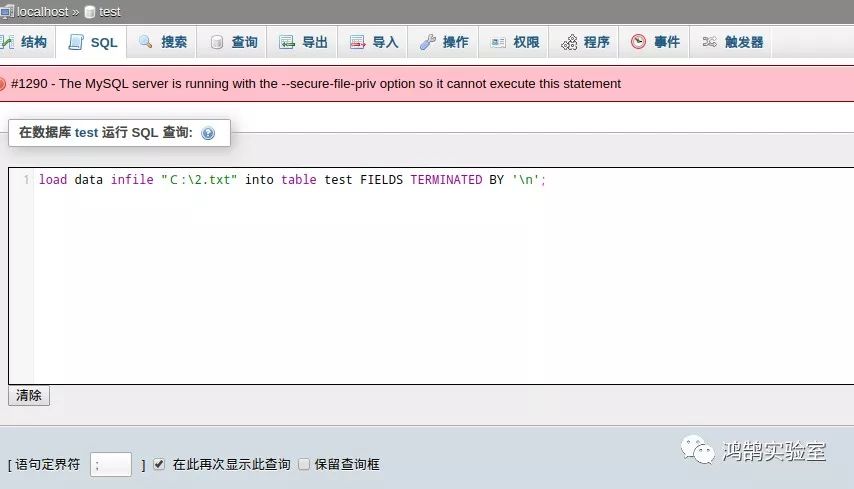 localhost » test
结构 SQL 搜索 查询 导出 导入 操作 权限 程序 事件 触发器
#1290 - The MySQL server is running with the --secure-file-priv option so it cannot execute this statement
在数据库 test 运行 SQL 查询:
1 load data infile "C:\2.txt" into table test FIELDS TERMINATED BY '\n';
清除
[ 语句定界符 ; ] 在此再次显示此查询 保留查询框
鸿鹄实验室